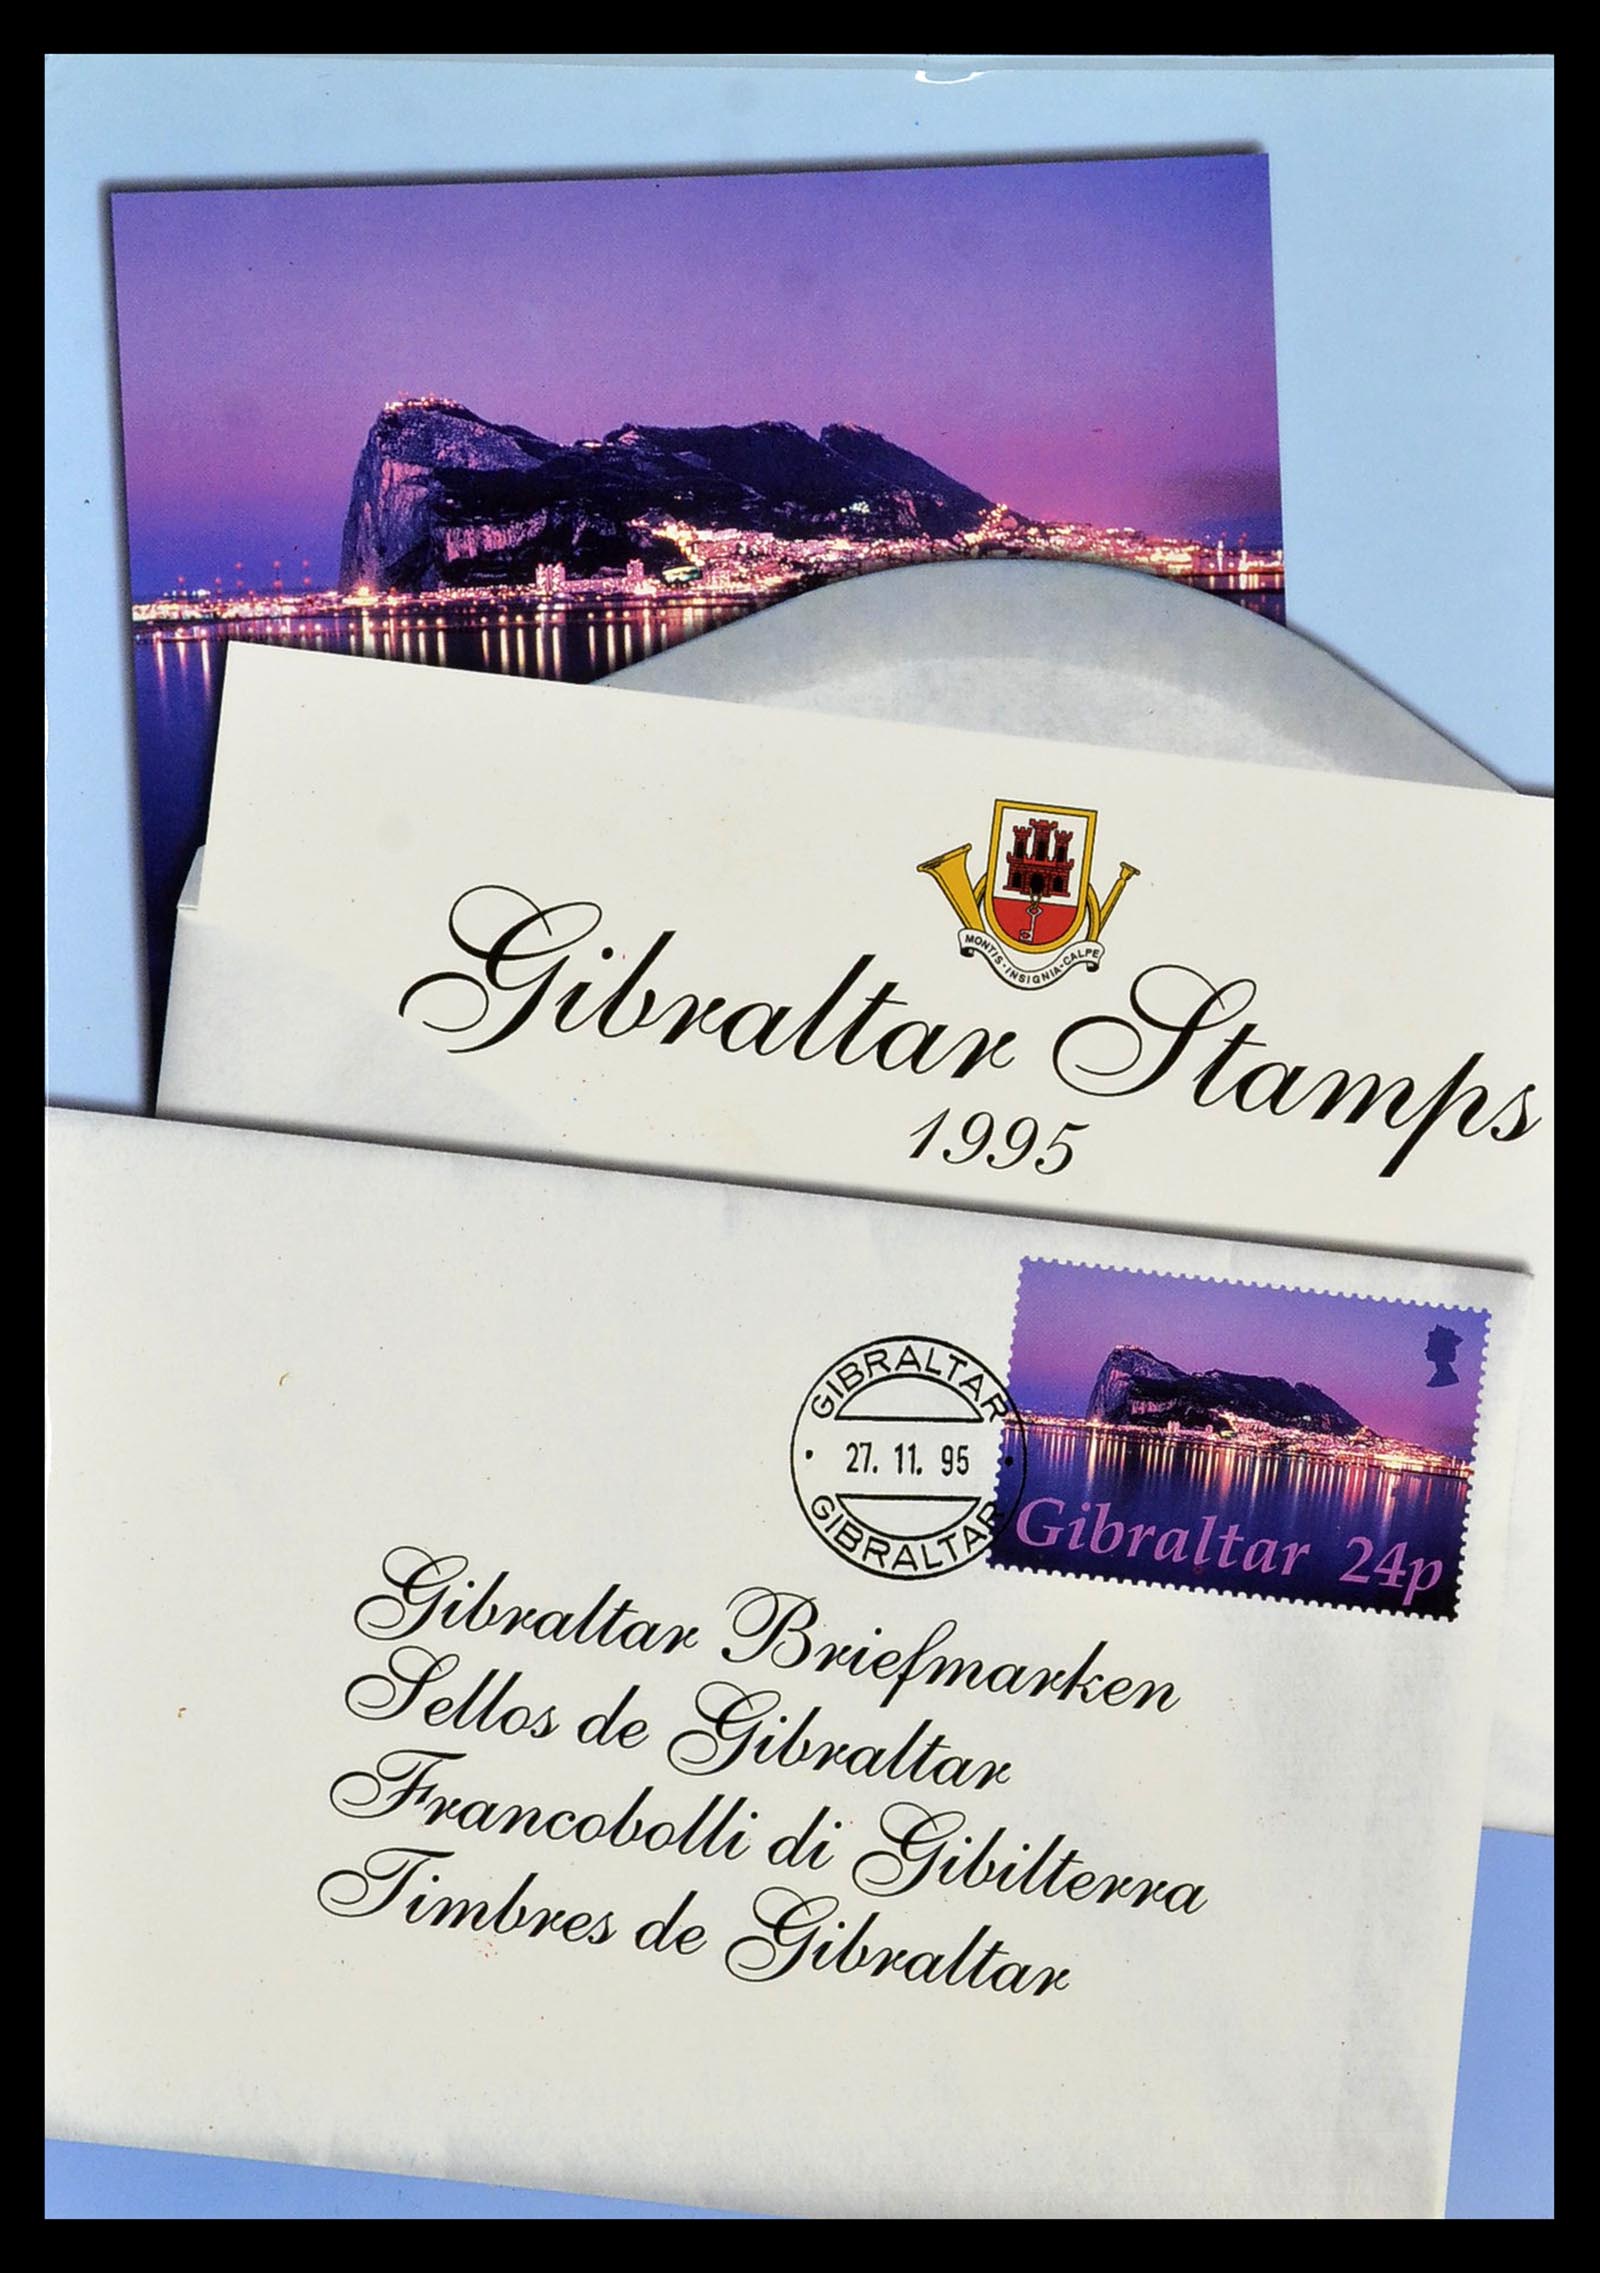 MONTIS·INSIGNIA·CALPE
Gibraltar Stamps
1995
GIBRALTAR
27. 11. 95
GIBRALTAR
Gibraltar 24p
Gibraltar Briefmarken
Sellos de Gibraltar
Francobolli di Gibilterra
Timbres de Gibraltar